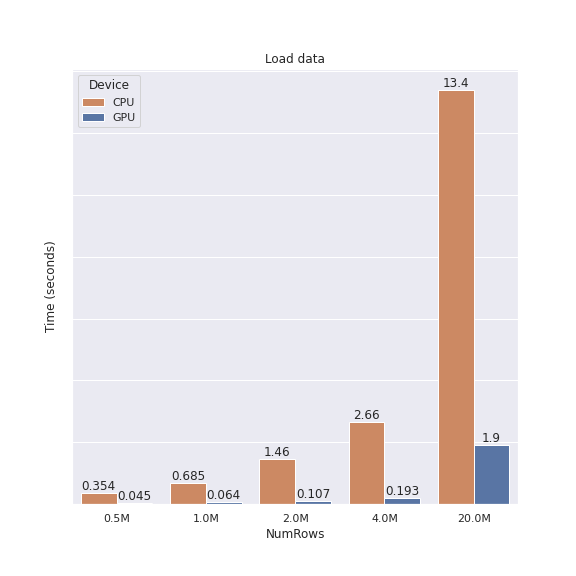 Load data
Device
CPU
GPU
Time (seconds)
0.354
0.045
0.685
0.064
1.46
0.107
2.66
0.193
13.4
1.9
0.5M
1.0M
2.0M
4.0M
20.0M
NumRows